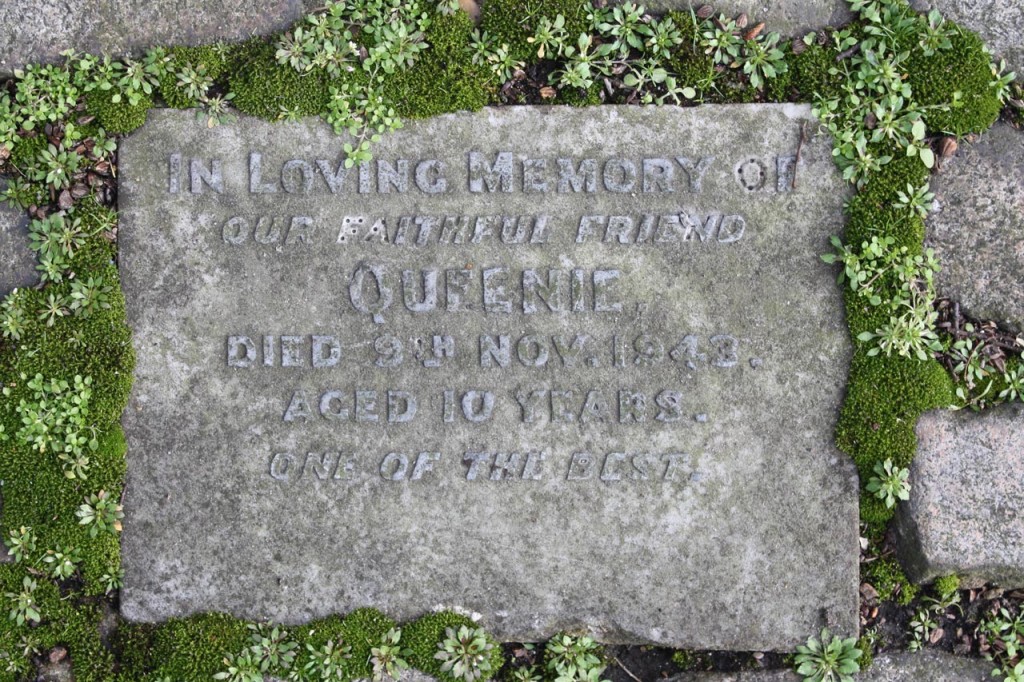 IN LOVING MEMORY OF
OUR FAITHFUL FRIEND
QUEENIE.
DIED 9TH NOV. 1943.
AGED 10 YEARS.
ONE OF THE BEST.